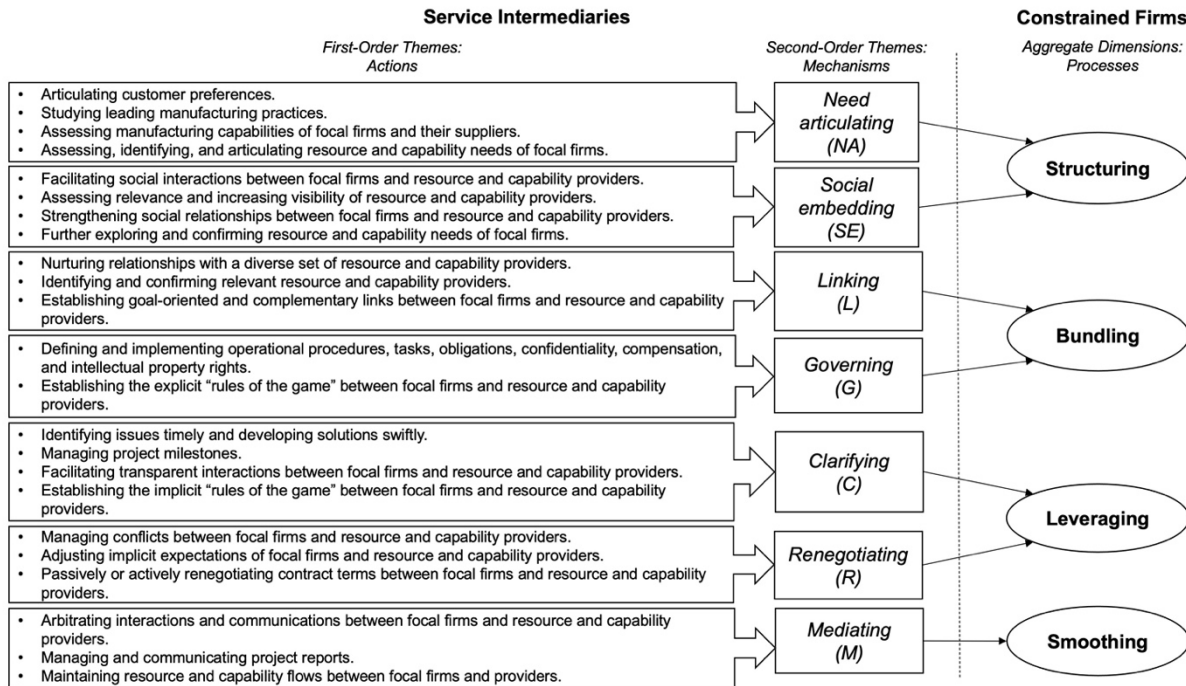 Service Intermediaries
Constrained Firms
First-Order Themes:
Actions
Second-Order Themes:
Mechanisms
Aggregate Dimensions:
Processes
• Articulating customer preferences.
• Studying leading manufacturing practices.
• Assessing manufacturing capabilities of focal firms and their suppliers.
• Assessing, identifying, and articulating resource and capability needs of focal firms.
Need
articulating
(NA)
• Facilitating social interactions between focal firms and resource and capability providers.
• Assessing relevance and increasing visibility of resource and capability providers.
• Strengthening social relationships between focal firms and resource and capability providers.
• Further exploring and confirming resource and capability needs of focal firms.
Social
embedding
(SE)
Structuring
• Nurturing relationships with a diverse set of resource and capability providers.
• Identifying and confirming relevant resource and capability providers.
• Establishing goal-oriented and complementary links between focal firms and resource and capability
providers.
Linking
(L)
• Defining and implementing operational procedures, tasks, obligations, confidentiality, compensation,
and intellectual property rights.
• Establishing the explicit “rules of the game” between focal firms and resource and capability
providers.
Governing
(G)
Bundling
• Identifying issues timely and developing solutions swiftly.
• Managing project milestones.
• Facilitating transparent interactions between focal firms and resource and capability providers.
• Establishing the implicit “rules of the game” between focal firms and resource and capability
providers.
Clarifying
(C)
• Managing conflicts between focal firms and resource and capability providers.
• Adjusting implicit expectations of focal firms and resource and capability providers.
• Passively or actively renegotiating contract terms between focal firms and resource and capability
providers.
Renegotiating
(R)
Leveraging
• Arbitrating interactions and communications between focal firms and resource and capability
providers.
• Managing and communicating project reports.
• Maintaining resource and capability flows between focal firms and providers.
Mediating
(M)
Smoothing